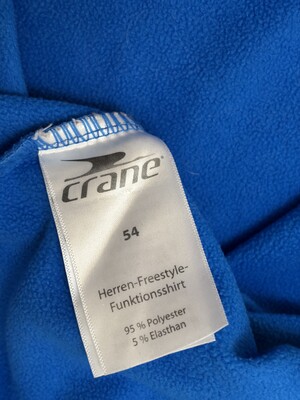 crane
54
Herren-Freestyle-
Funktionsshirt
95 % Polyester
5 % Elasthan